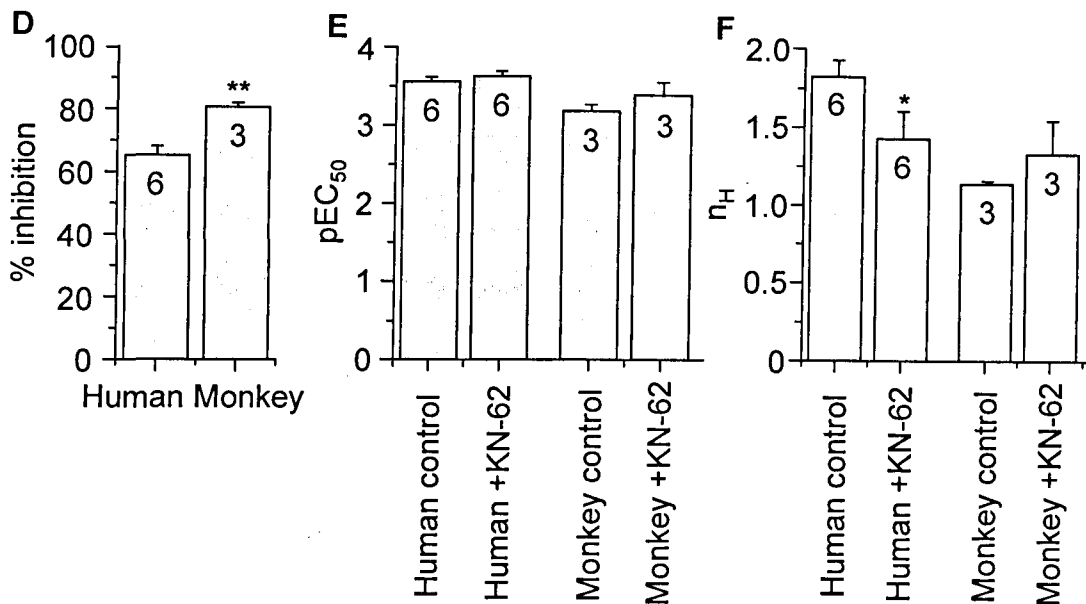 D
% inhibition
100
80
60
40
20
0
6
**
3
Human Monkey
E
pEC50
5
4
3
2
1
0
6
6
3
3
Human control
Human +KN-62
Monkey control
Monkey +KN-62
F
nH
2.0
1.5
1.0
0.5
0
6
*
6
3
3
Human control
Human +KN-62
Monkey control
Monkey +KN-62